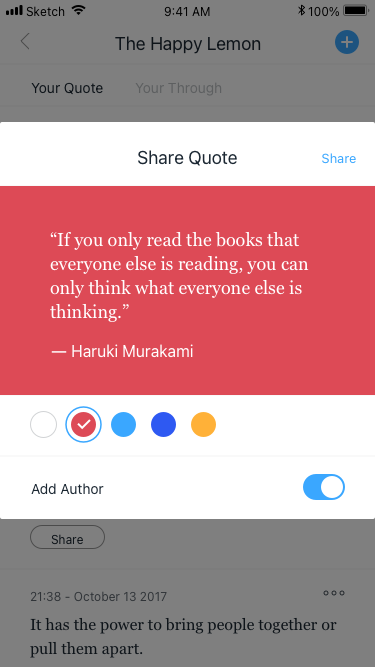 Sketch 9:41 AM 100%
The Happy Lemon
Your Quote Your Through
Share Quote Share
“If you only read the books that
everyone else is reading, you can
only think what everyone else is
thinking.”
— Haruki Murakami
Add Author
Share
21:38 - October 13 2017
It has the power to bring people together or
pull them apart.